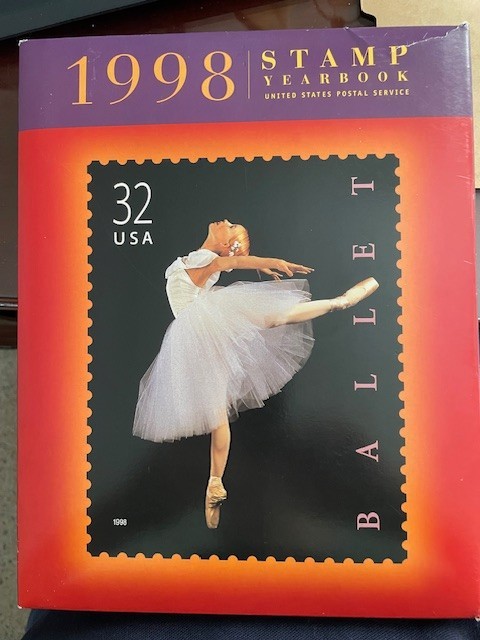 1998
STAMP
YEARBOOK
UNITED STATES POSTAL SERVICE
32
USA
BALLET
1998